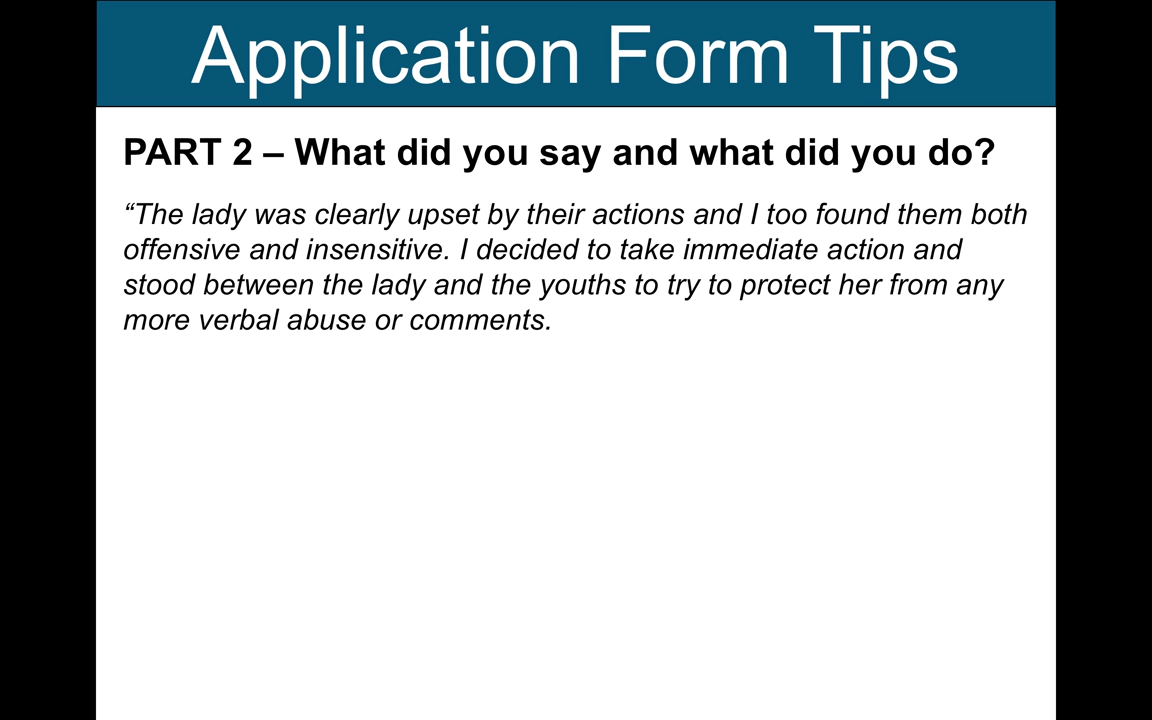 Application Form Tips
PART 2 – What did you say and what did you do?
“The lady was clearly upset by their actions and I too found them both
offensive and insensitive. I decided to take immediate action and
stood between the lady and the youths to try to protect her from any
more verbal abuse or comments.